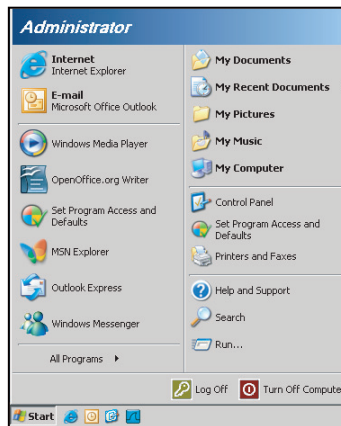 Administrator
Internet
Internet Explorer
E-mail
Microsoft Office Outlook
Windows Media Player
OpenOffice.org Writer
Set Program Access and
Defaults
MSN Explorer
Outlook Express
Windows Messenger
All Programs
My Documents
My Recent Documents
My Pictures
My Music
My Computer
Control Panel
Set Program Access and
Defaults
Printers and Faxes
Help and Support
Search
Run...
Log Off
Turn Off Compute
Start